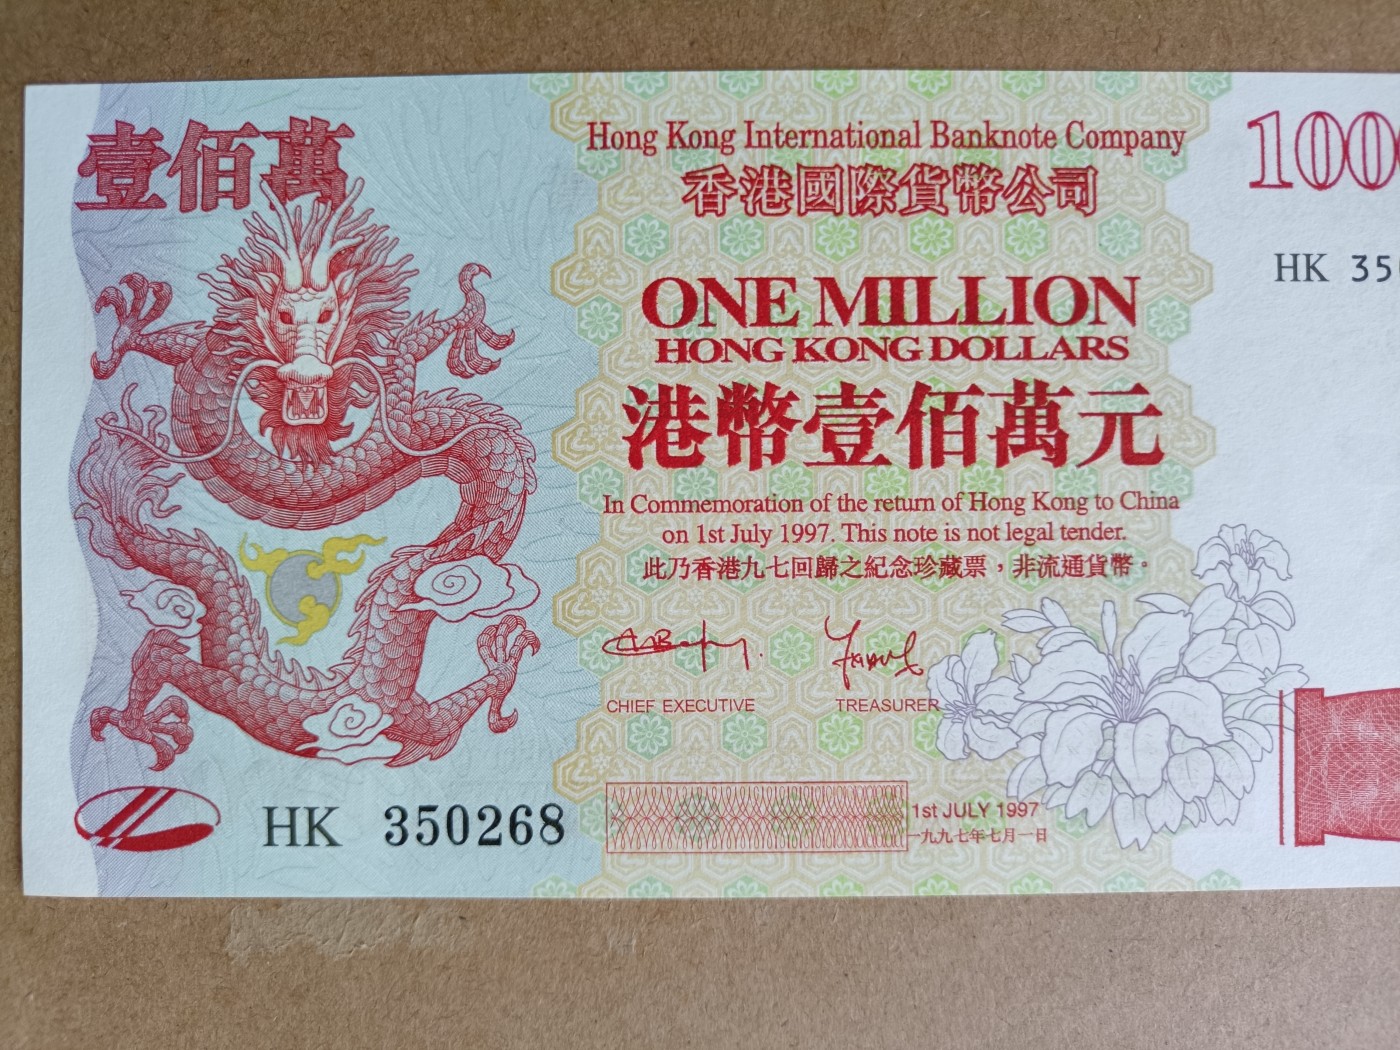 壹佰萬
Hong Kong International Banknote Company
香港國際貨幣公司
1000
HK 35
ONE MILLION
HONG KONG DOLLARS
港幣壹佰萬元
In Commemoration of the return of Hong Kong to China
on 1st July 1997. This note is not legal tender.
此乃香港九七回歸之紀念珍藏票，非流通貨幣。
CHIEF EXECUTIVE
TREASURER
HK 350268
1st JULY 1997
一九九七年七月一日